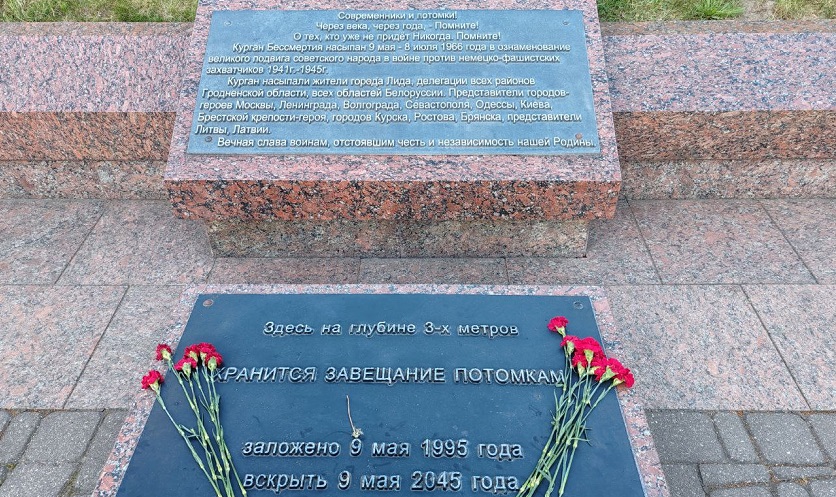 Современники и потомки!
Через века, через года, - Помните!
О тех, кто уже не придёт Никогда. Помните!
Курган Бессмертия насыпан 9 мая - 8 июля 1966 года в ознаменование
великого подвига советского народа в войне против немецко-фашистских
захватчиков 1941г.-1945г.
Курган насыпали жители города Лида, делегации всех районов
Гродненской области, всех областей Белоруссии. Представители городов-
героев Москвы, Ленинграда, Волгограда, Севастополя, Одессы, Киева,
Брестской крепости-героя, городов Курска, Ростова, Брянска, представители
Литвы, Латвии.
Вечная слава воинам, отстоявшим честь и независимость нашей Родины.
Здесь на глубине 3-х метров
ХРАНИТСЯ ЗАВЕЩАНИЕ ПОТОМКАМ
заложено 9 мая 1995 года
вскрыть 9 мая 2045 года